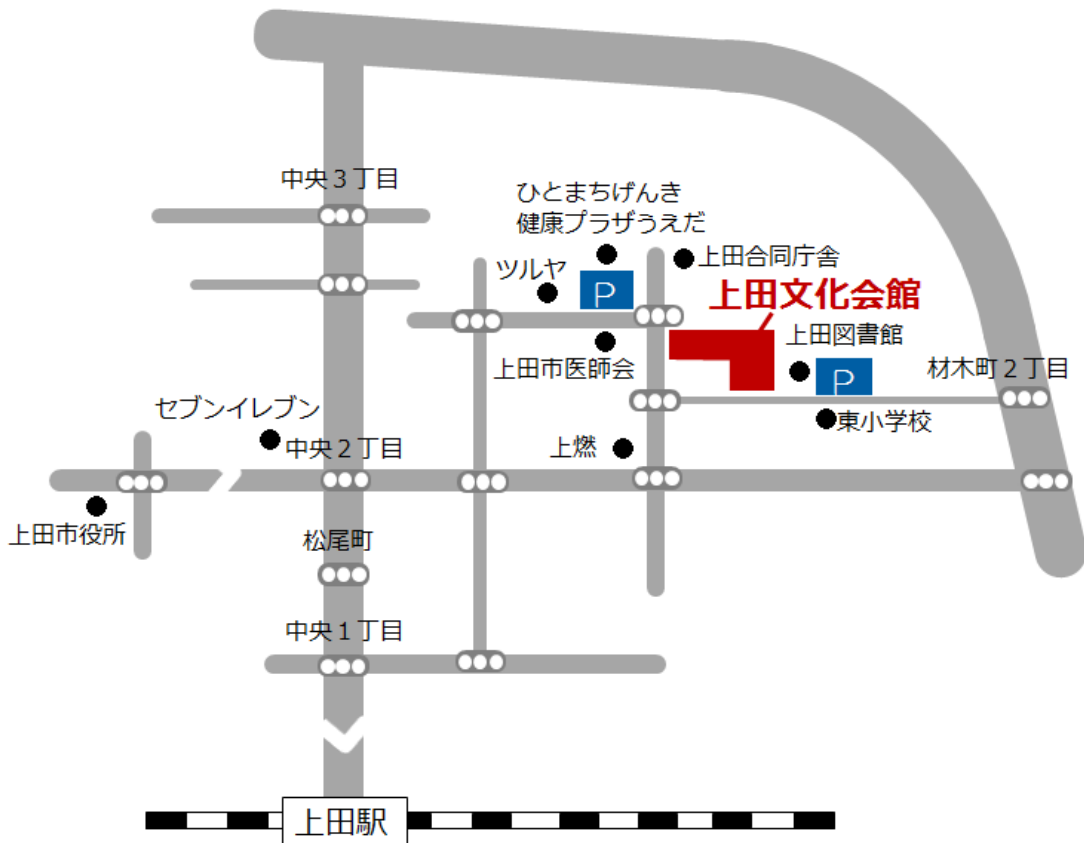 中央３丁目
ひとまちげんき
健康プラザうえだ
上田合同庁舎
ツルヤ
P
上田文化会館
上田図書館
上田市医師会
P
材木町２丁目
セブンイレブン
東小学校
中央２丁目
上燃
上田市役所
松尾町
中央１丁目
上田駅